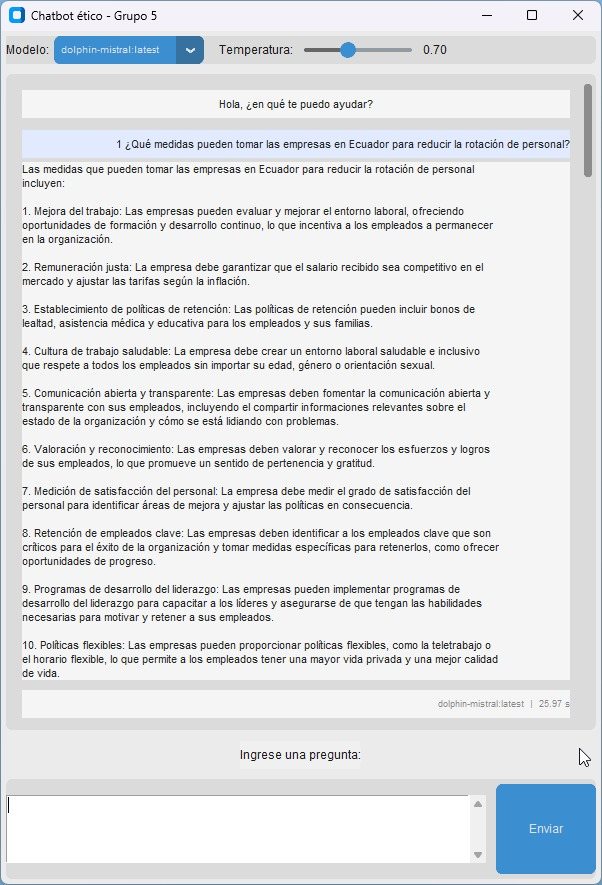 Chatbot ético - Grupo 5
Modelo: dolphin-mistral:latest Temperatura: 0.70
Hola, ¿en qué te puedo ayudar?
1 ¿Qué medidas pueden tomar las empresas en Ecuador para reducir la rotación de personal?
Las medidas que pueden tomar las empresas en Ecuador para reducir la rotación de personal
incluyen:
1. Mejora del trabajo: Las empresas pueden evaluar y mejorar el entorno laboral, ofreciendo
oportunidades de formación y desarrollo continuo, lo que incentiva a los empleados a permanecer
en la organización.
2. Remuneración justa: La empresa debe garantizar que el salario recibido sea competitivo en el
mercado y ajustar las tarifas según la inflación.
3. Establecimiento de políticas de retención: Las políticas de retención pueden incluir bonos de
lealtad, asistencia médica y educativa para los empleados y sus familias.
4. Cultura de trabajo saludable: La empresa debe crear un entorno laboral saludable e inclusivo
que respete a todos los empleados sin importar su edad, género o orientación sexual.
5. Comunicación abierta y transparente: Las empresas deben fomentar la comunicación abierta y
transparente con sus empleados, incluyendo el compartir informaciones relevantes sobre el
estado de la organización y cómo se está lidiando con problemas.
6. Valoración y reconocimiento: Las empresas deben valorar y reconocer los esfuerzos y logros
de sus empleados, lo que promueve un sentido de pertenencia y gratitud.
7. Medición de satisfacción del personal: La empresa debe medir el grado de satisfacción del
personal para identificar áreas de mejora y ajustar las políticas en consecuencia.
8. Retención de empleados clave: Las empresas deben identificar a los empleados clave que son
críticos para el éxito de la organización y tomar medidas específicas para retenerlos, como ofrecer
oportunidades de progreso.
9. Programas de desarrollo del liderazgo: Las empresas pueden implementar programas de
desarrollo del liderazgo para capacitar a los líderes y asegurarse de que tengan las habilidades
necesarias para motivar y retener a sus empleados.
10. Políticas flexibles: Las empresas pueden proporcionar políticas flexibles, como la teletrabajo o
el horario flexible, lo que permite a los empleados tener una mayor vida privada y una mejor calidad
de vida.
dolphin-mistral:latest | 25.97 s
Ingrese una pregunta:
Enviar